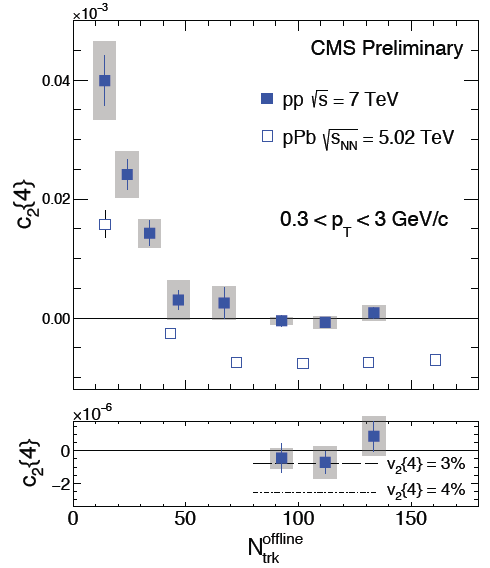 ×10⁻³
CMS Preliminary
pp √s = 7 TeV
pPb √s_NN = 5.02 TeV
0.3 < p_T < 3 GeV/c
c₂{4}
0.04
0.02
0.00
×10⁻⁶
c₂{4}
0
−2
v₂{4} = 3%
v₂{4} = 4%
0 50 100 150
N_trk^offline